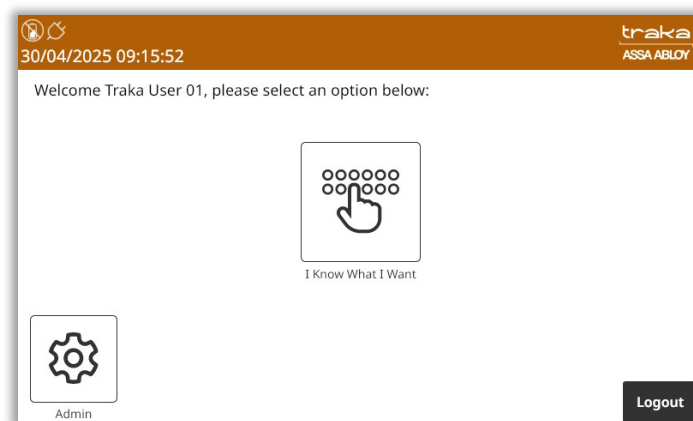 30/04/2025 09:15:52
traka
ASSA ABLOY
Welcome Traka User 01, please select an option below:
I Know What I Want
Admin
Logout